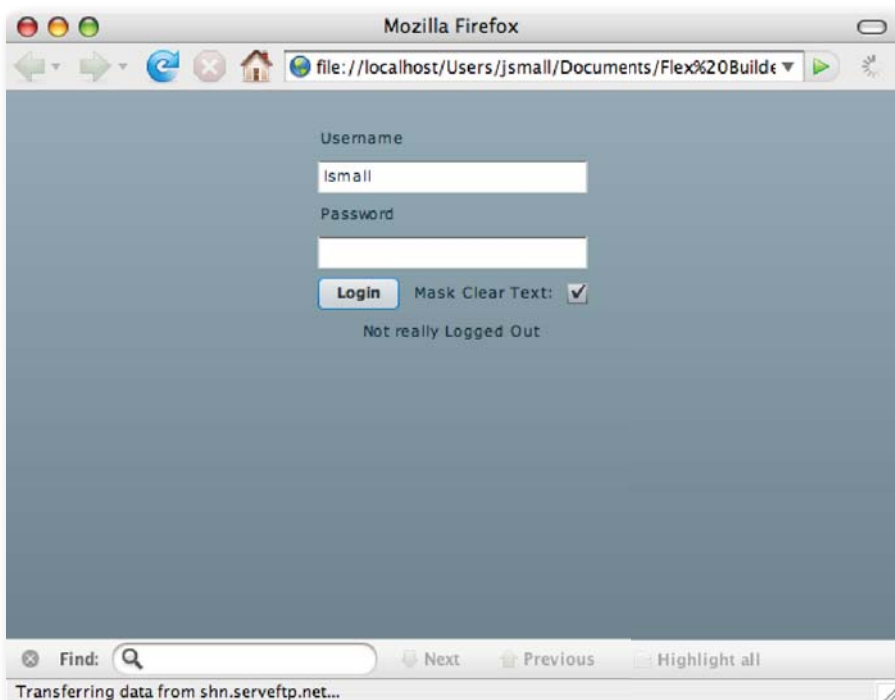 Mozilla Firefox
file://localhost/Users/jsmall/Documents/Flex%20Builde
Username
lsmall
Password
Login Mask Clear Text:
Not really Logged Out
Find: Next Previous Highlight all
Transferring data from shn.serveftp.net...